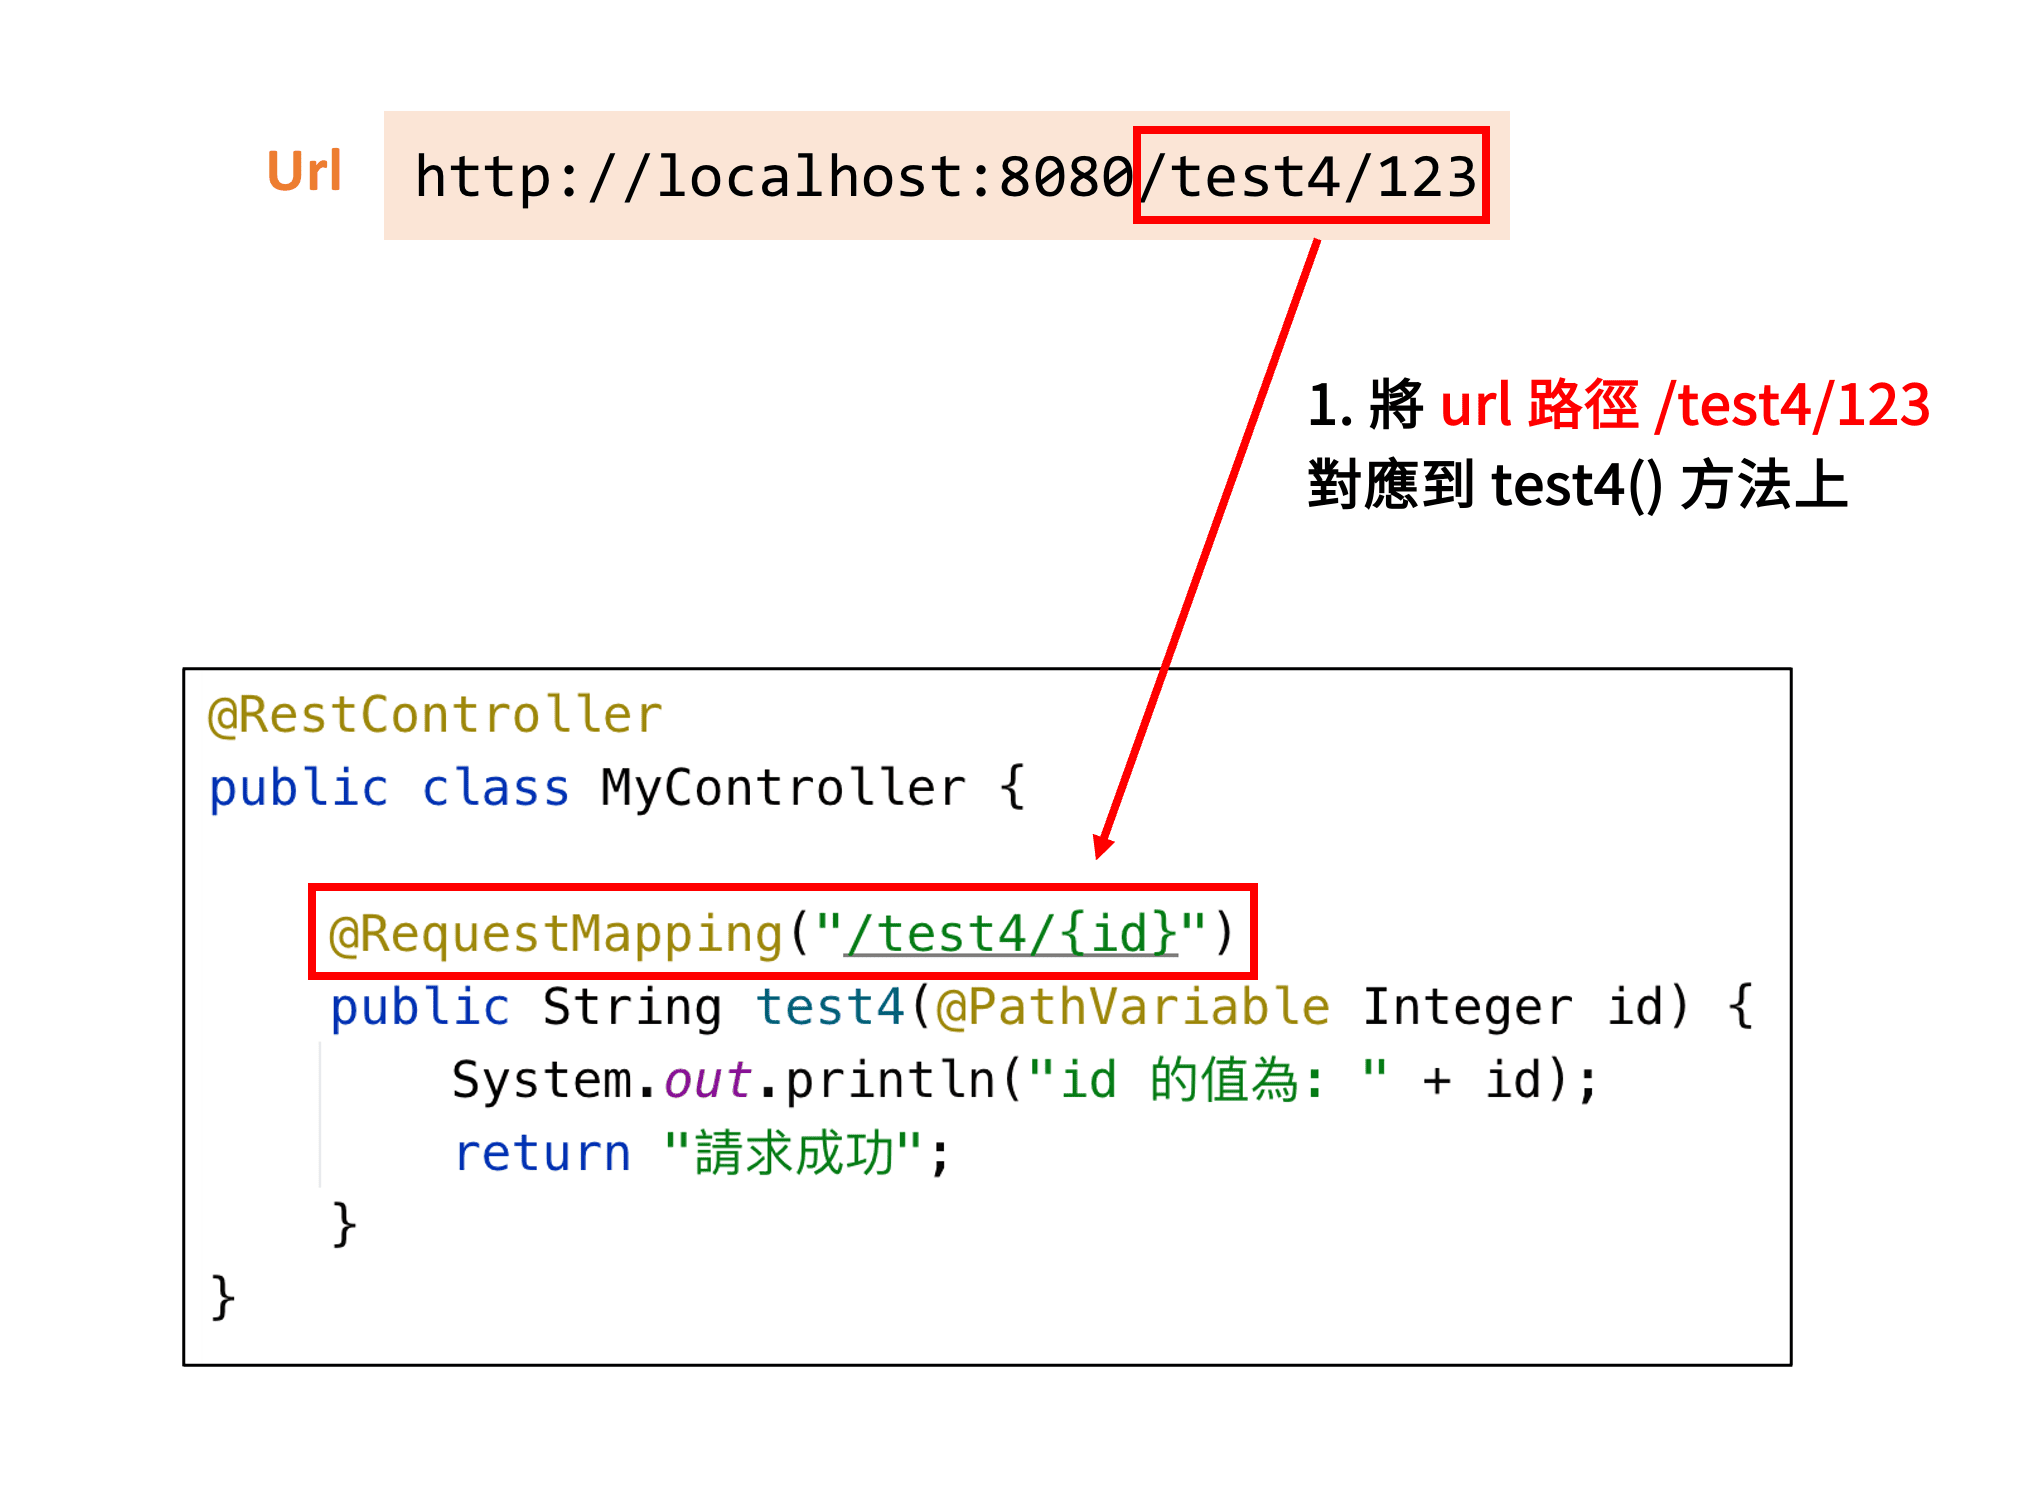 Url
http://localhost:8080/test4/123
1. 將 url 路徑 /test4/123
對應到 test4() 方法上
@RestController
public class MyController {
@RequestMapping("/test4/{id}")
public String test4(@PathVariable Integer id) {
System.out.println("id 的值為: " + id);
return "請求成功";
}
}